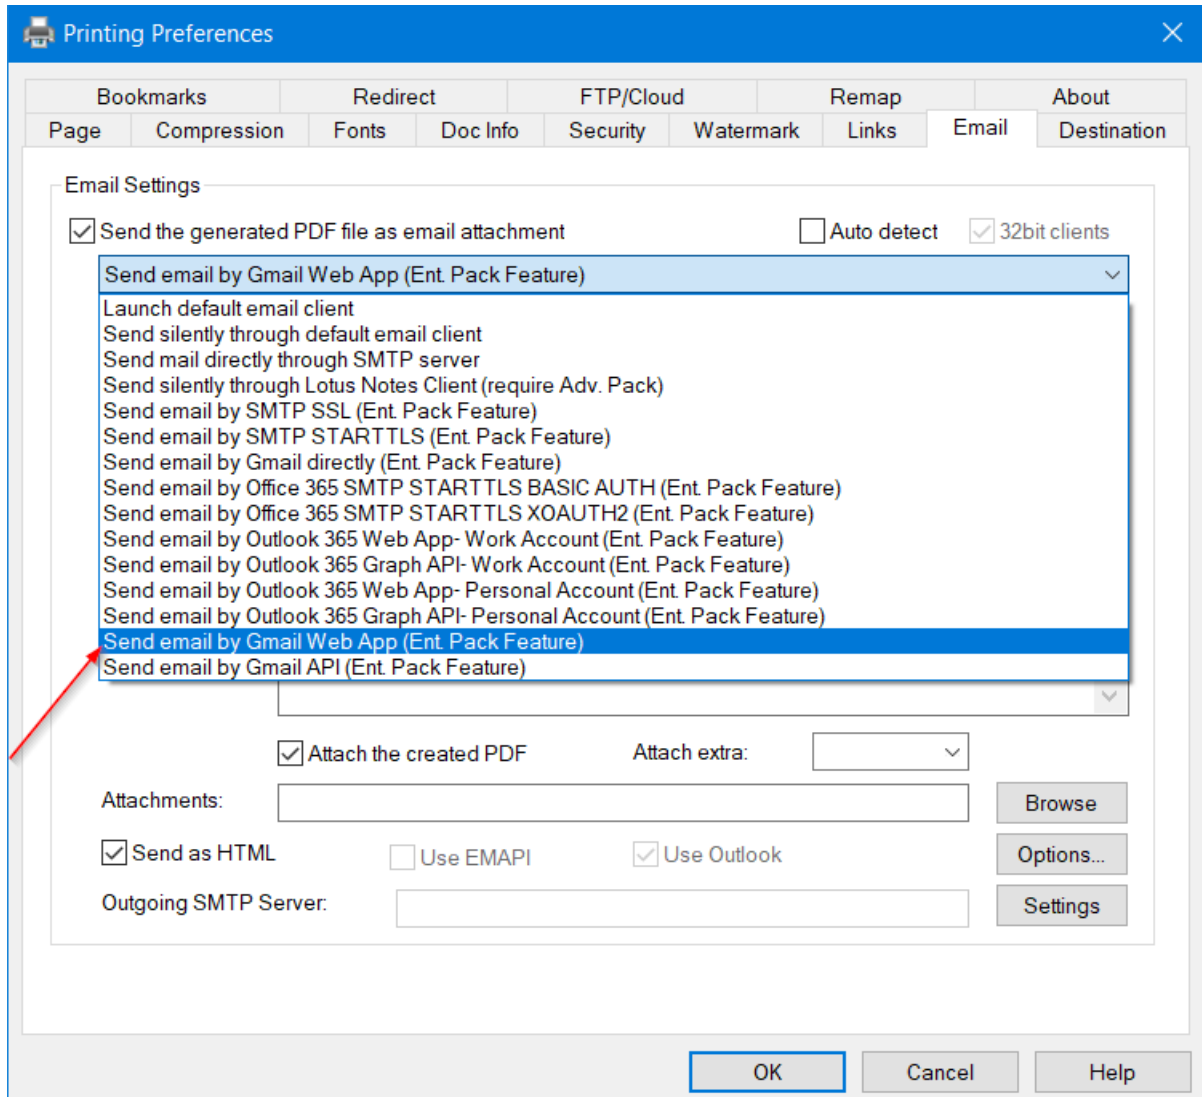 Printing Preferences
Bookmarks Redirect FTP/Cloud Remap About
Page Compression Fonts Doc Info Security Watermark Links Email Destination
Email Settings
Send the generated PDF file as email attachment Auto detect 32bit clients
Send email by Gmail Web App (Ent. Pack Feature)
Launch default email client
Send silently through default email client
Send mail directly through SMTP server
Send silently through Lotus Notes Client (require Adv. Pack)
Send email by SMTP SSL (Ent. Pack Feature)
Send email by SMTP STARTTLS (Ent. Pack Feature)
Send email by Gmail directly (Ent. Pack Feature)
Send email by Office 365 SMTP STARTTLS BASIC AUTH (Ent. Pack Feature)
Send email by Office 365 SMTP STARTTLS XOAUTH2 (Ent. Pack Feature)
Send email by Outlook 365 Web App- Work Account (Ent. Pack Feature)
Send email by Outlook 365 Graph API- Work Account (Ent. Pack Feature)
Send email by Outlook 365 Web App- Personal Account (Ent. Pack Feature)
Send email by Outlook 365 Graph API- Personal Account (Ent. Pack Feature)
Send email by Gmail Web App (Ent. Pack Feature)
Send email by Gmail API (Ent. Pack Feature)
Attach the created PDF Attach extra:
Attachments: Browse
Send as HTML Use EMAPI Use Outlook Options...
Outgoing SMTP Server: Settings
OK Cancel Help